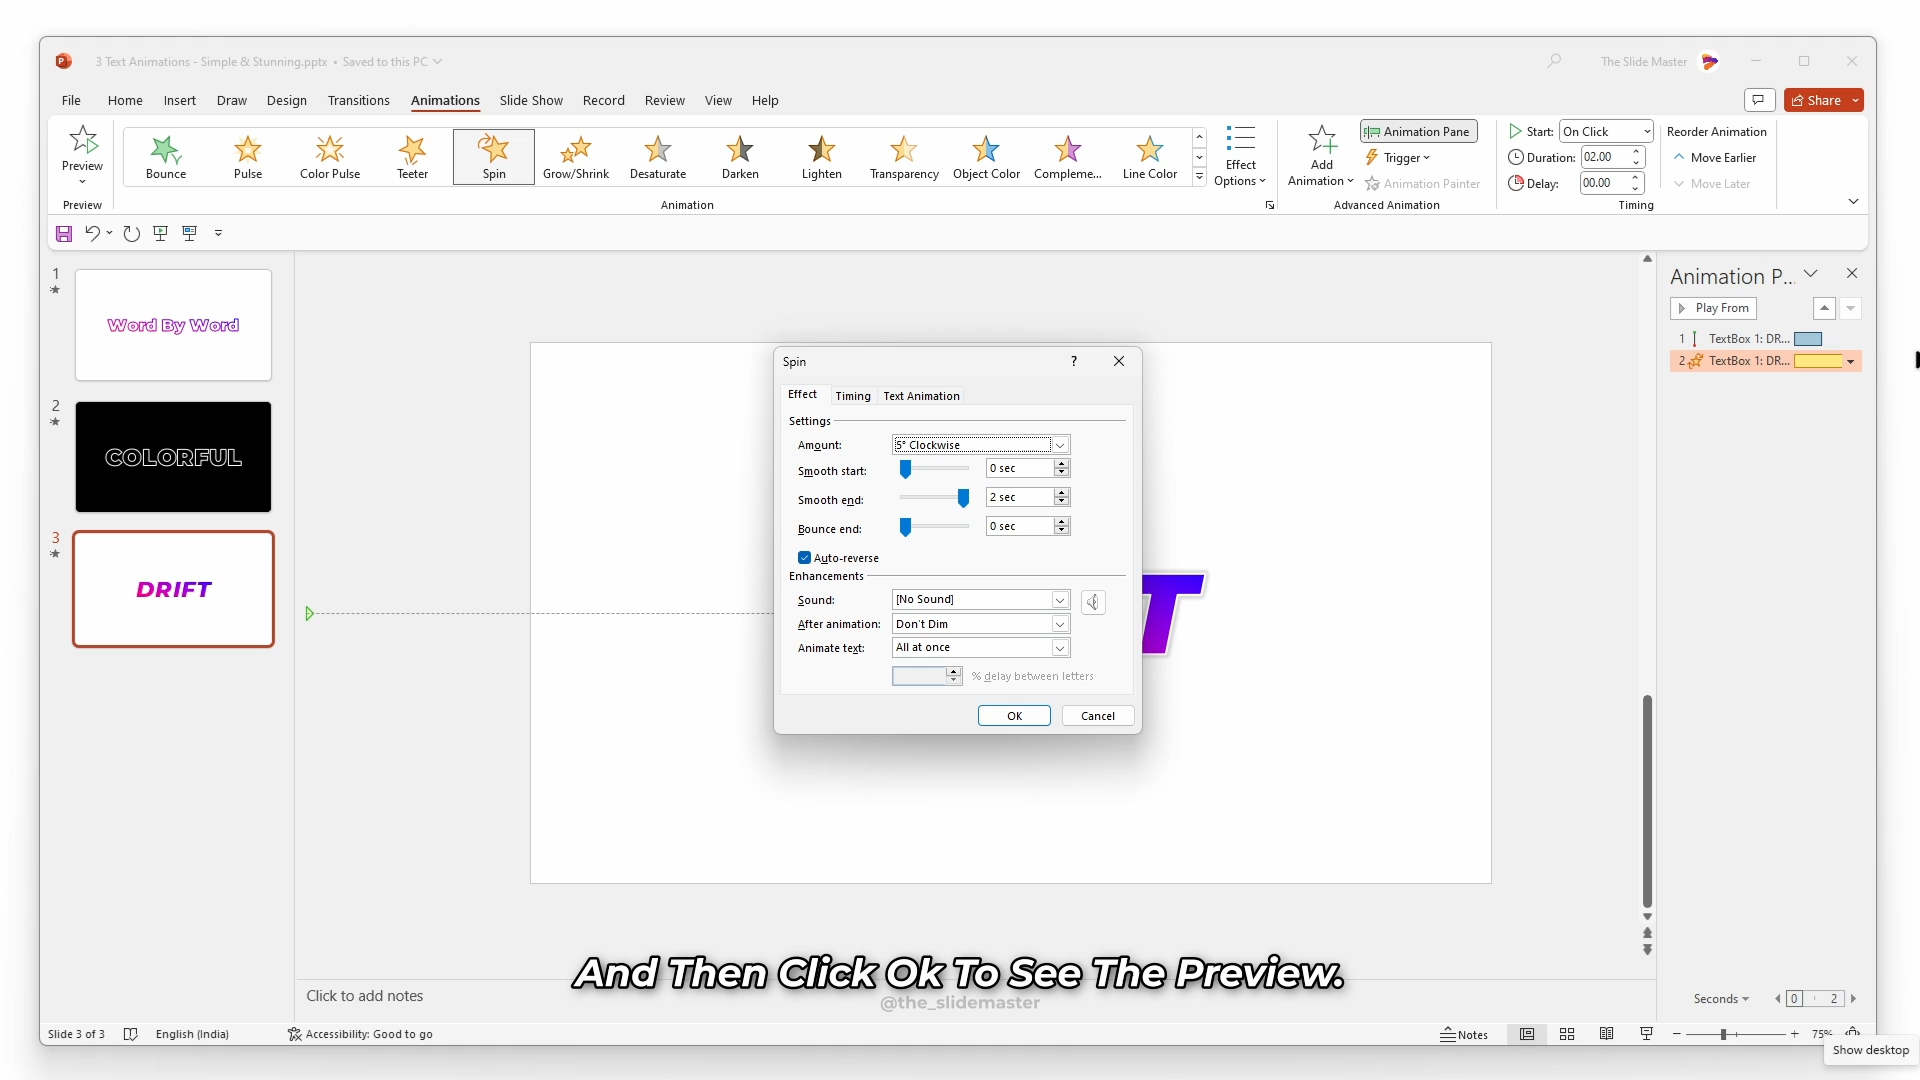 3 Text Animations - Simple & Stunning.pptx • Saved to this PC
The Slide Master
File Home Insert Draw Design Transitions Animations Slide Show Record Review View Help
Share
Preview
Bounce Pulse Color Pulse Teeter Spin Grow/Shrink Desaturate Darken Lighten Transparency Object Color Compleme... Line Color
Effect Options
Add Animation
Animation Pane
Trigger
Animation Painter
Start: On Click
Duration: 02.00
Delay: 00.00
Reorder Animation
Move Earlier
Move Later
Preview Animation Advanced Animation Timing
1
Word By Word
2
COLORFUL
3
DRIFT
Spin
?
Effect Timing Text Animation
Settings
Amount: 5° Clockwise
Smooth start: 0 sec
Smooth end: 2 sec
Bounce end: 0 sec
Auto-reverse
Enhancements
Sound: [No Sound]
After animation: Don't Dim
Animate text: All at once
% delay between letters
OK Cancel
T
Animation P...
Play From
1 TextBox 1: DR...
2 TextBox 1: DR...
And Then Click Ok To See The Preview.
@the_slidemaster
Click to add notes
Seconds 0 2
Slide 3 of 3 English (India) Accessibility: Good to go Notes 75%
Show desktop